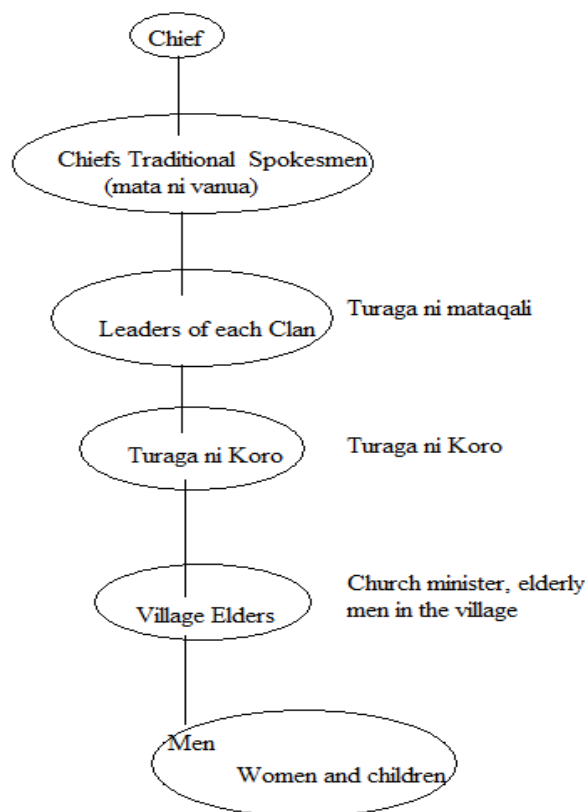 Chief
Chiefs Traditional Spokesmen
(mata ni vanua)
Leaders of each Clan
Turaga ni mataqali
Turaga ni Koro
Turaga ni Koro
Village Elders
Church minister, elderly
men in the village
Men
Women and children